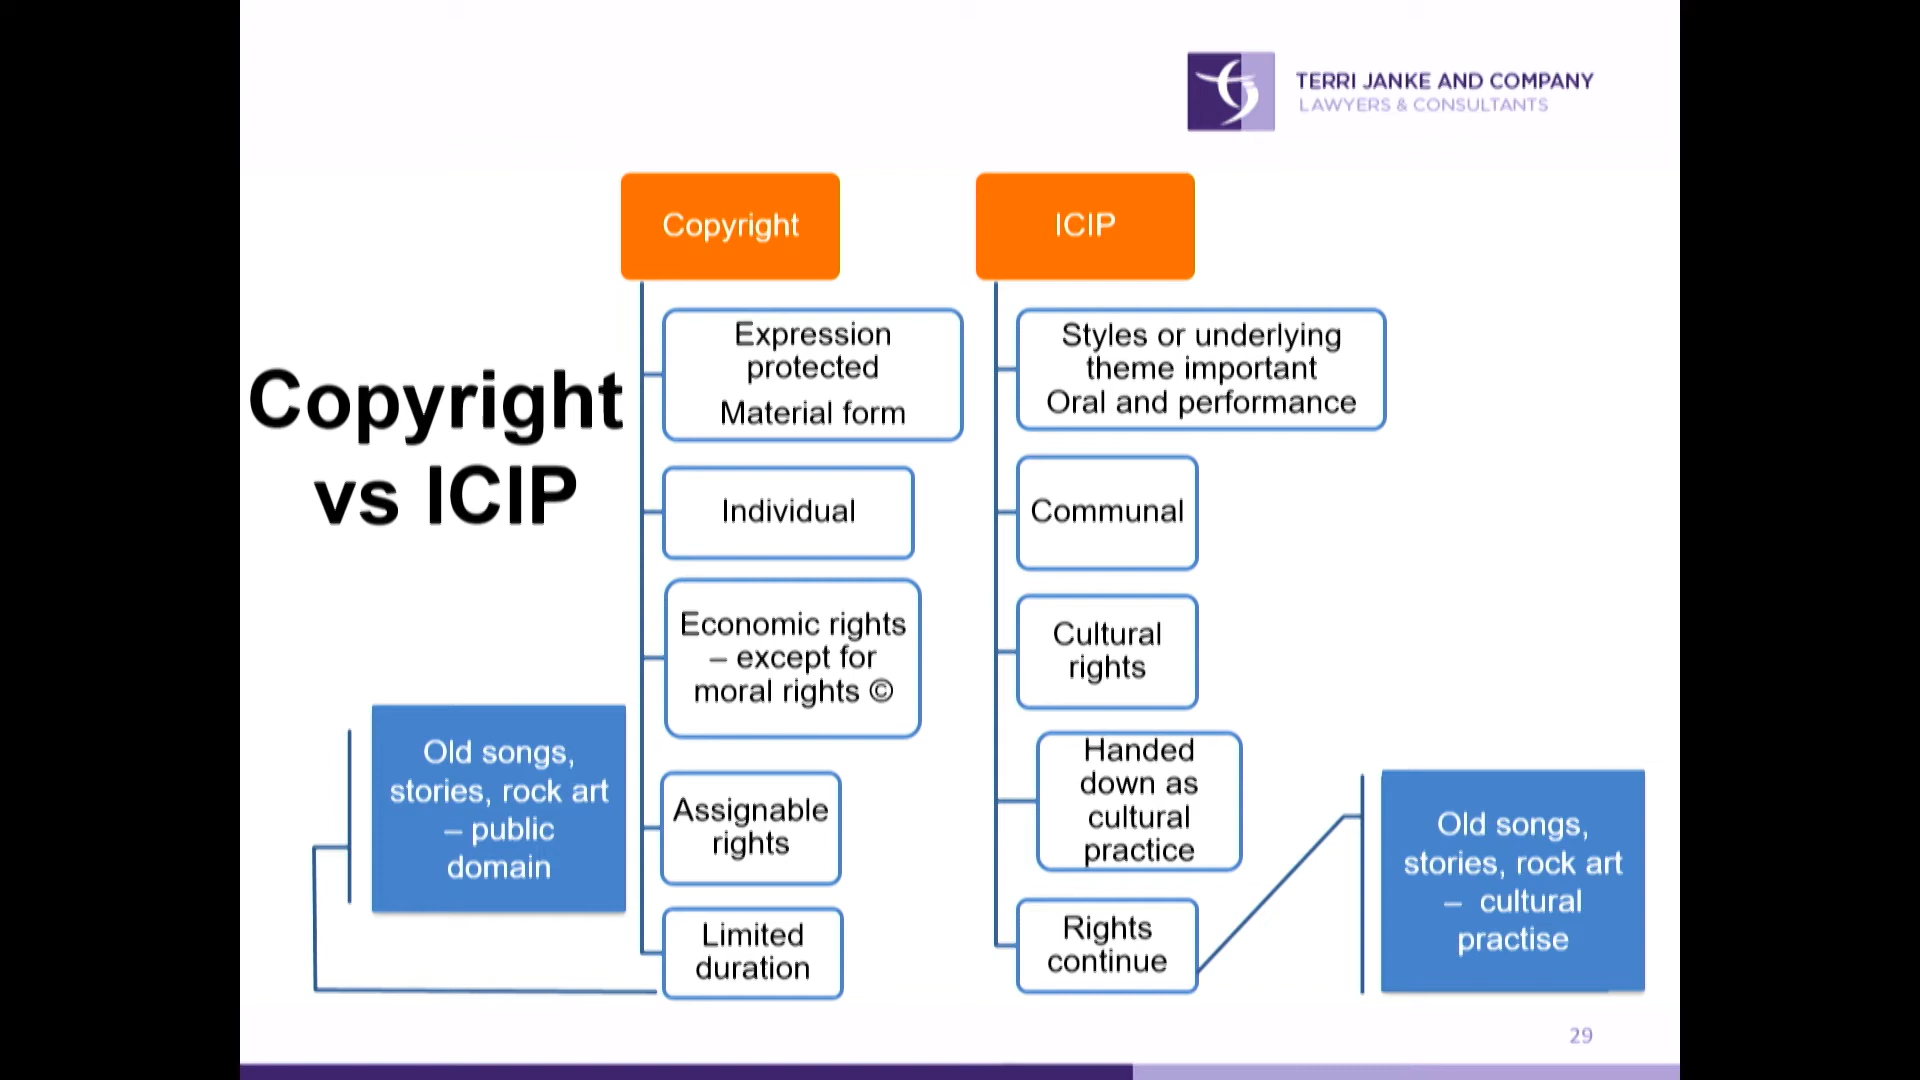 TERRI JANKE AND COMPANY
LAWYERS & CONSULTANTS
Copyright
vs ICIP
Copyright
Expression
protected
Material form
Individual
Economic rights
– except for
moral rights ©
Assignable
rights
Limited
duration
Old songs,
stories, rock art
– public
domain
ICIP
Styles or underlying
theme important
Oral and performance
Communal
Cultural
rights
Handed
down as
cultural
practice
Rights
continue
Old songs,
stories, rock art
– cultural
practise
29